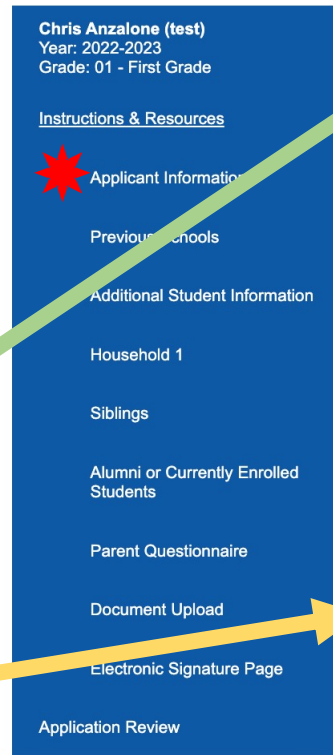 Chris Anzalone (test)
Year: 2022-2023
Grade: 01 - First Grade
Instructions & Resources
Applicant Information
Previous Schools
Additional Student Information
Household 1
Siblings
Alumni or Currently Enrolled
Students
Parent Questionnaire
Document Upload
Electronic Signature Page
Application Review